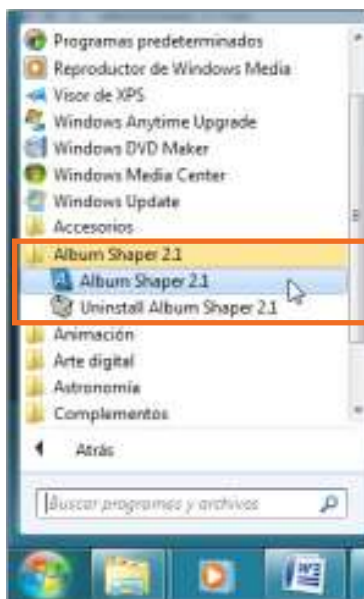 Programas predeterminados
Reproductor de Windows Media
Visor de XPS
Windows Anytime Upgrade
Windows DVD Maker
Windows Media Center
Windows Update
Accesorios
Album Shaper 2.1
Album Shaper 2.1
Uninstall Album Shaper 2.1
Animación
Arte digital
Astronomía
Complementos
Atrás
Buscar programas y archivos